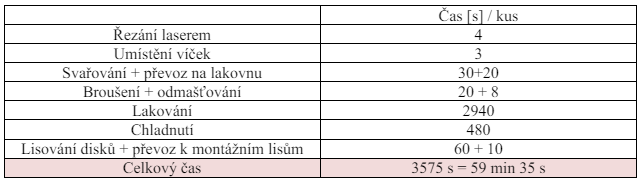 Čas [s] / kus
Řezání laserem 4
Umístění víček 3
Svařování + převoz na lakovnu 30+20
Broušení + odmašťování 20 + 8
Lakování 2940
Chladnutí 480
Lisování disků + převoz k montážním lisům 60 + 10
Celkový čas 3575 s = 59 min 35 s